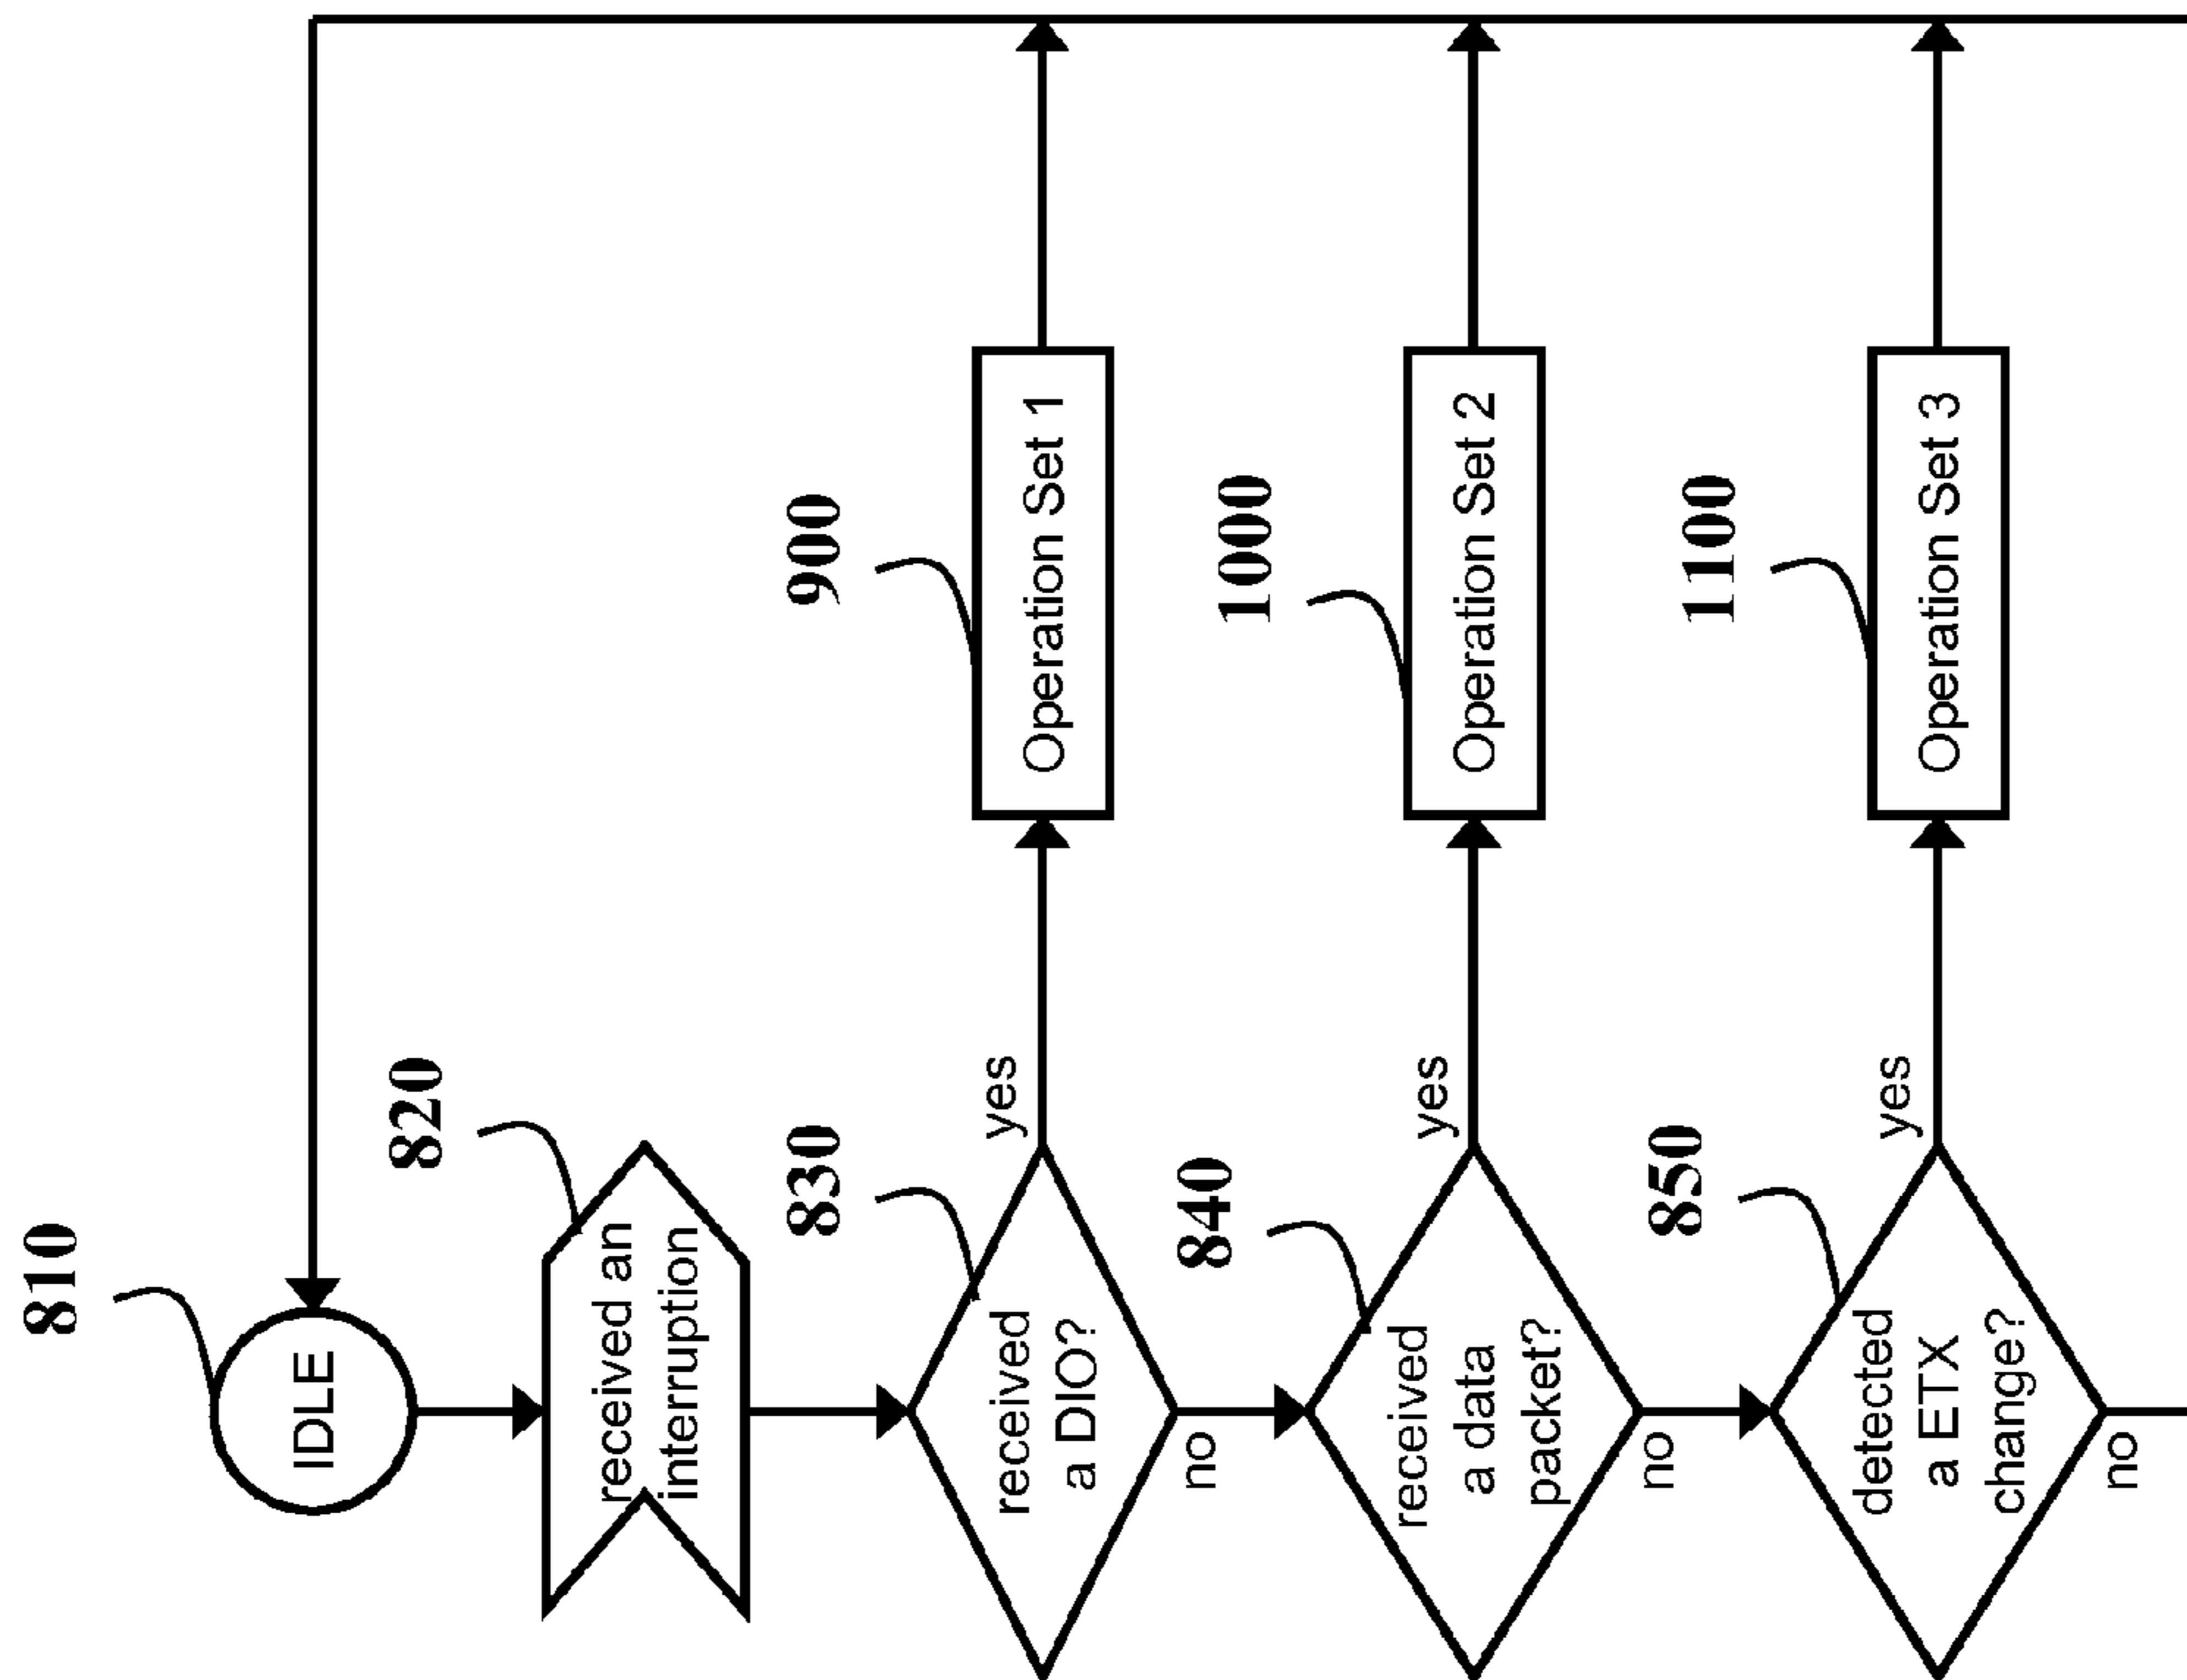 810
IDLE
820
received an
interruption
830
received
a DIO?
yes
no
900
Operation Set 1
840
received
a data
packet?
yes
no
1000
Operation Set 2
850
detected
a ETX
change?
yes
no
1100
Operation Set 3